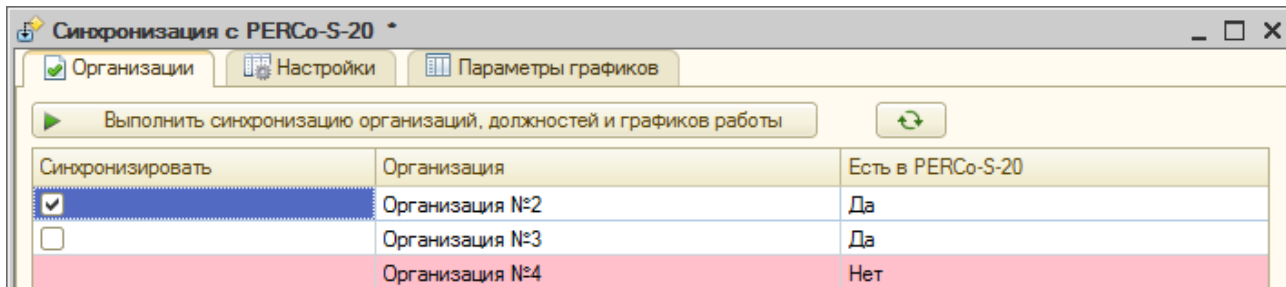 Синхронизация с PERCo-S-20 *
Организации Настройки Параметры графиков
Выполнить синхронизацию организаций, должностей и графиков работы
Синхронизировать Организация Есть в PERCo-S-20
Организация №2 Да
Организация №3 Да
Организация №4 Нет